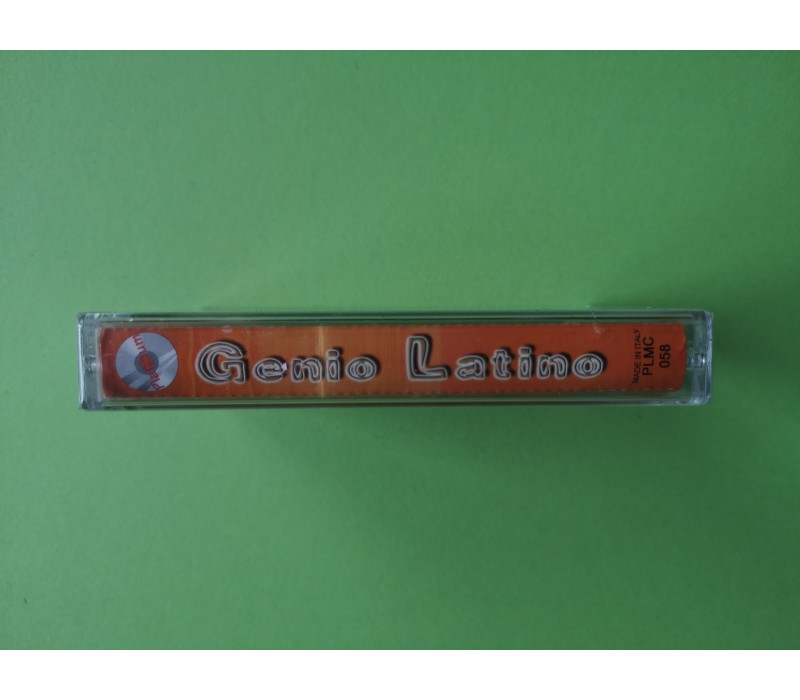 Genio Latino
MADE IN ITALY
PLMC
058